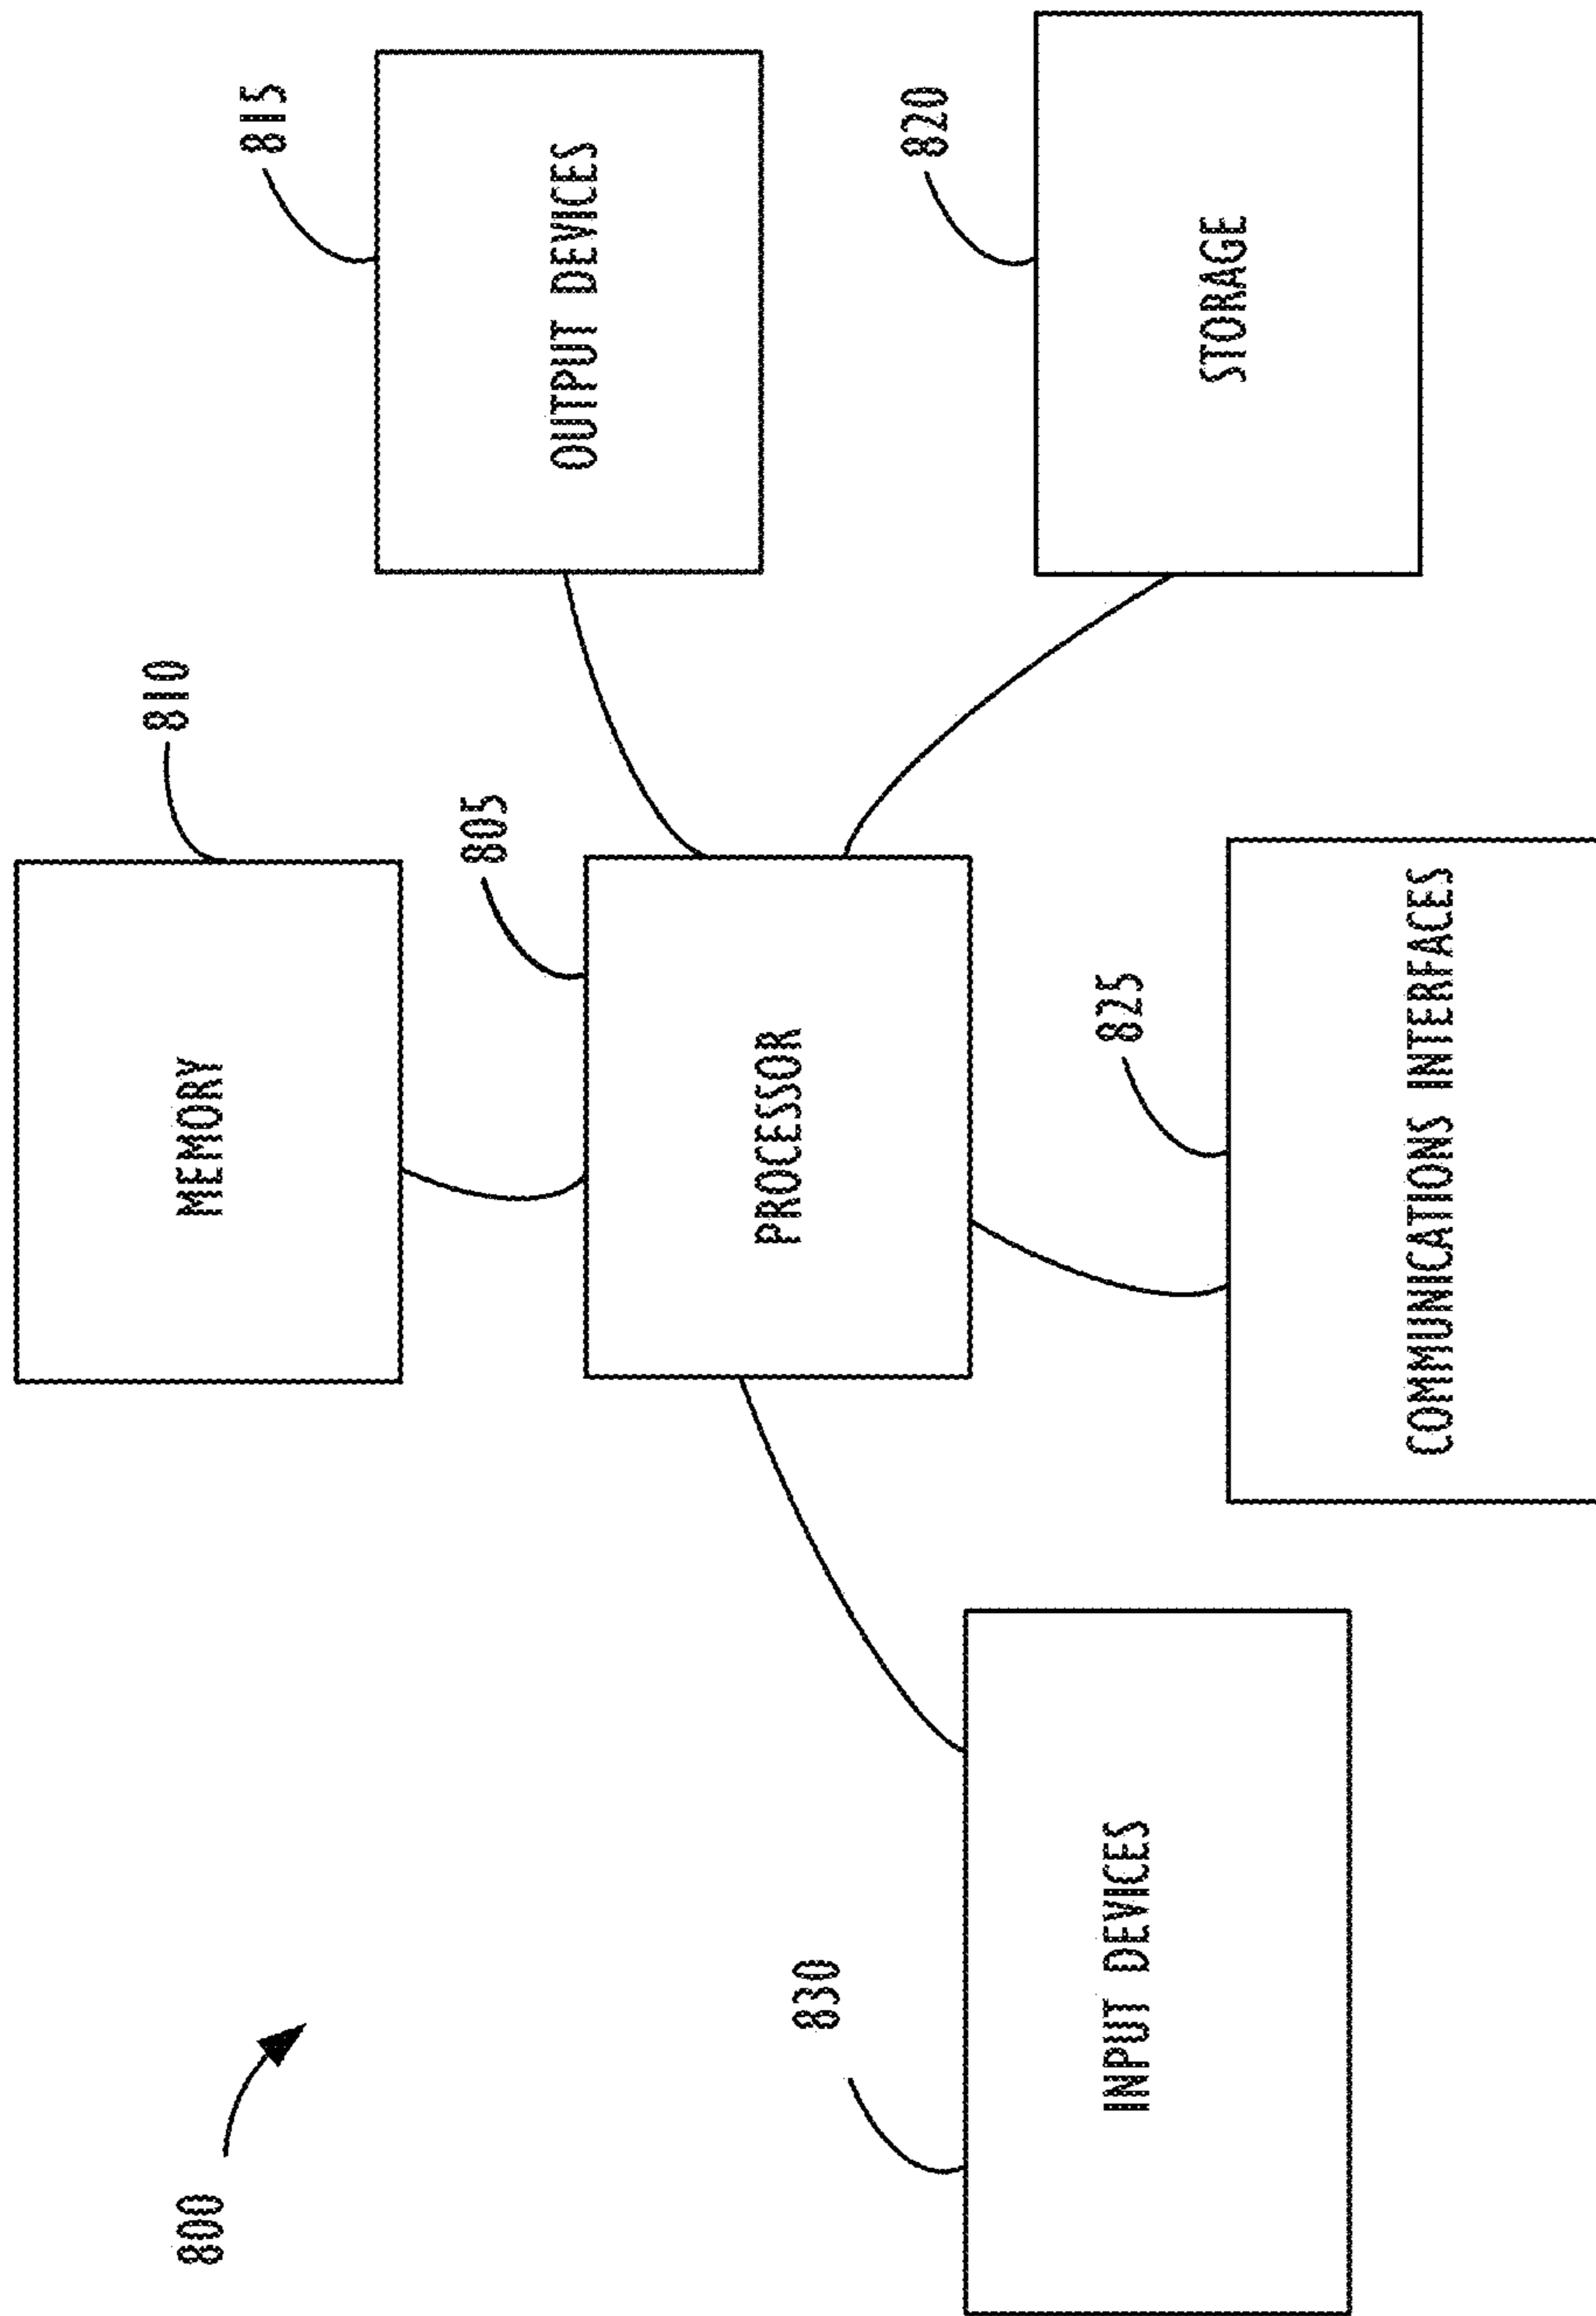 800
MEMORY
810
805
PROCESSOR
OUTPUT DEVICES
815
830
INPUT DEVICES
COMMUNICATIONS INTERFACES
825
STORAGE
820